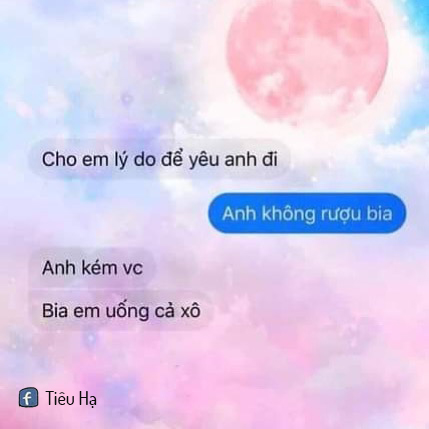 Cho em lý do để yêu anh đi
Anh không rượu bia
Anh kém vc
Bia em uống cả xô
Tiêu Hạ